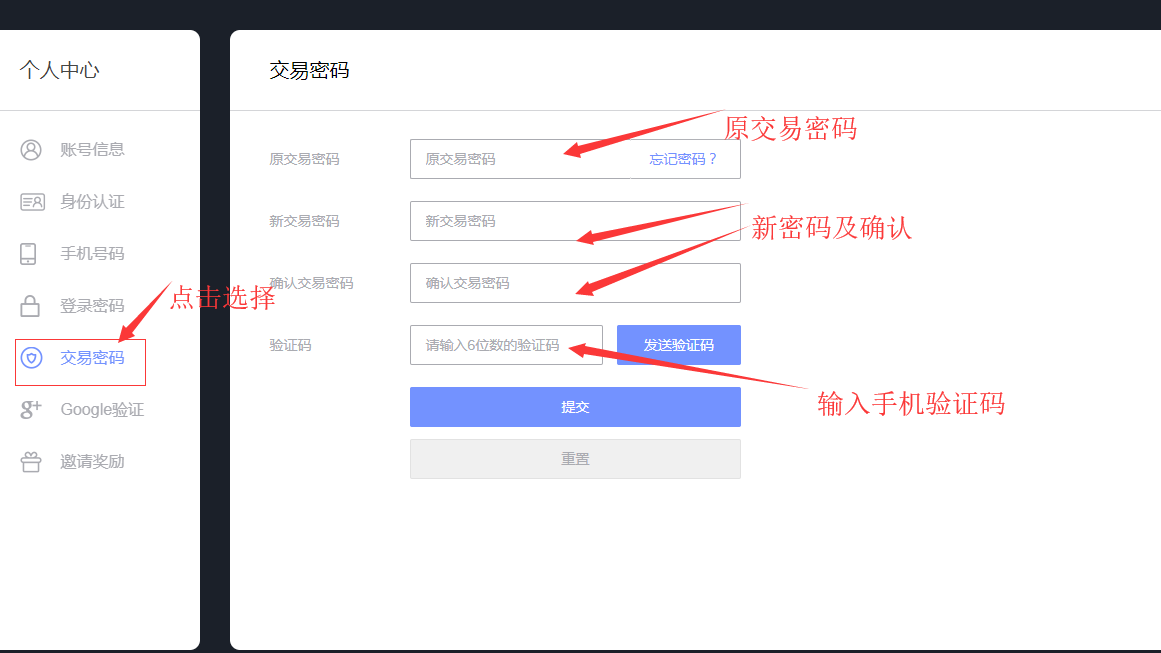 个人中心
账号信息
身份认证
手机号码
登录密码
点击选择
交易密码
Google验证
邀请奖励
交易密码
原交易密码
原交易密码
忘记密码？
原交易密码
新交易密码
新交易密码
新密码及确认
确认交易密码
确认交易密码
验证码
请输入6位数的验证码
发送验证码
输入手机验证码
提交
重置